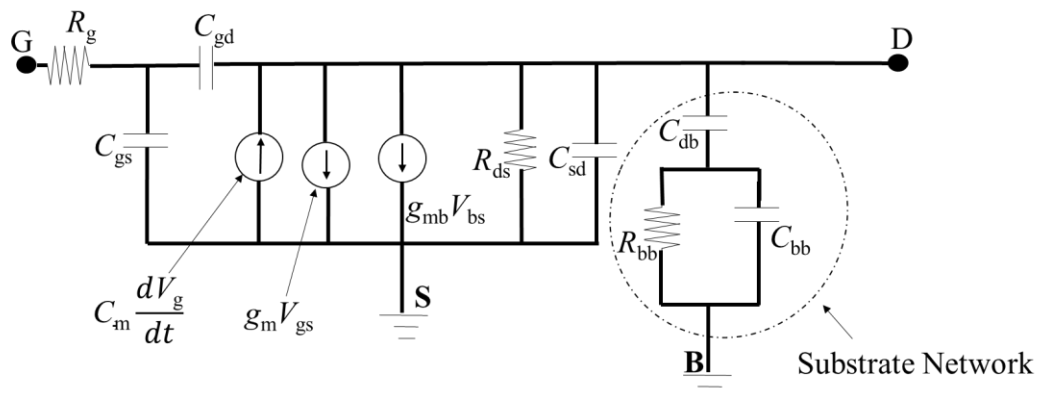 G
R_g
C_gd
D
C_gs
R_ds
C_sd
C_db
g_mb V_bs
R_bb
C_bb
C_m dV_g/dt
g_m V_gs
S
B
Substrate Network